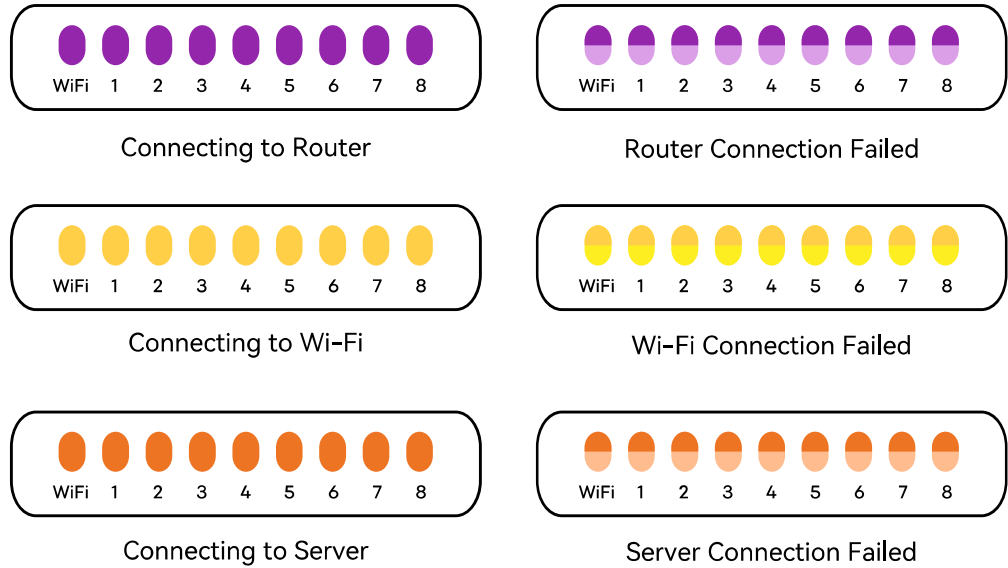 WiFi 1 2 3 4 5 6 7 8
Connecting to Router
WiFi 1 2 3 4 5 6 7 8
Router Connection Failed
WiFi 1 2 3 4 5 6 7 8
Connecting to Wi-Fi
WiFi 1 2 3 4 5 6 7 8
Wi-Fi Connection Failed
WiFi 1 2 3 4 5 6 7 8
Connecting to Server
WiFi 1 2 3 4 5 6 7 8
Server Connection Failed